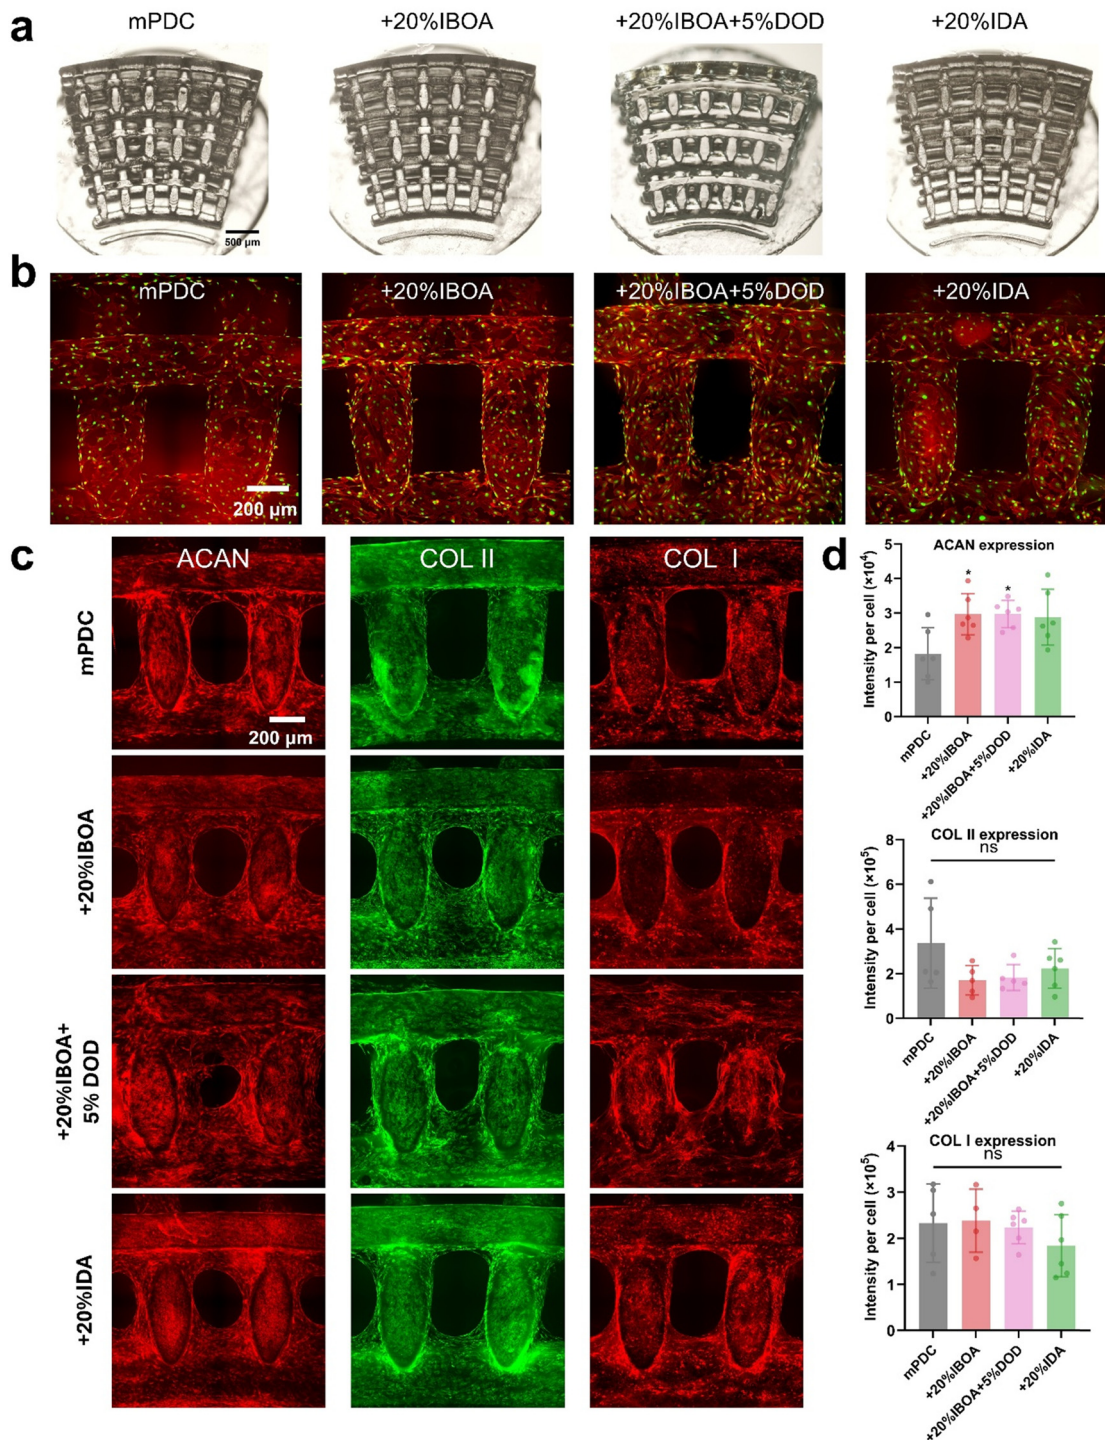 a
mPDC
+20%IBOA
+20%IBOA+5%DOD
+20%IDA
500 µm
b
mPDC
+20%IBOA
+20%IBOA+5%DOD
+20%IDA
200 µm
c
ACAN
COL II
COL I
mPDC
200 µm
+20%IBOA
+20%IBOA+
5% DOD
+20%IDA
d
ACAN expression
Intensity per cell (×10⁴)
5
4
3
2
1
0
*
*
mPDC
+20%IBOA
+20%IBOA+5%DOD
+20%IDA
COL II expression
ns
Intensity per cell (×10⁵)
8
6
4
2
0
mPDC
+20%IBOA
+20%IBOA+5%DOD
+20%IDA
COL I expression
ns
Intensity per cell (×10⁵)
4
3
2
1
0
mPDC
+20%IBOA
+20%IBOA+5%DOD
+20%IDA